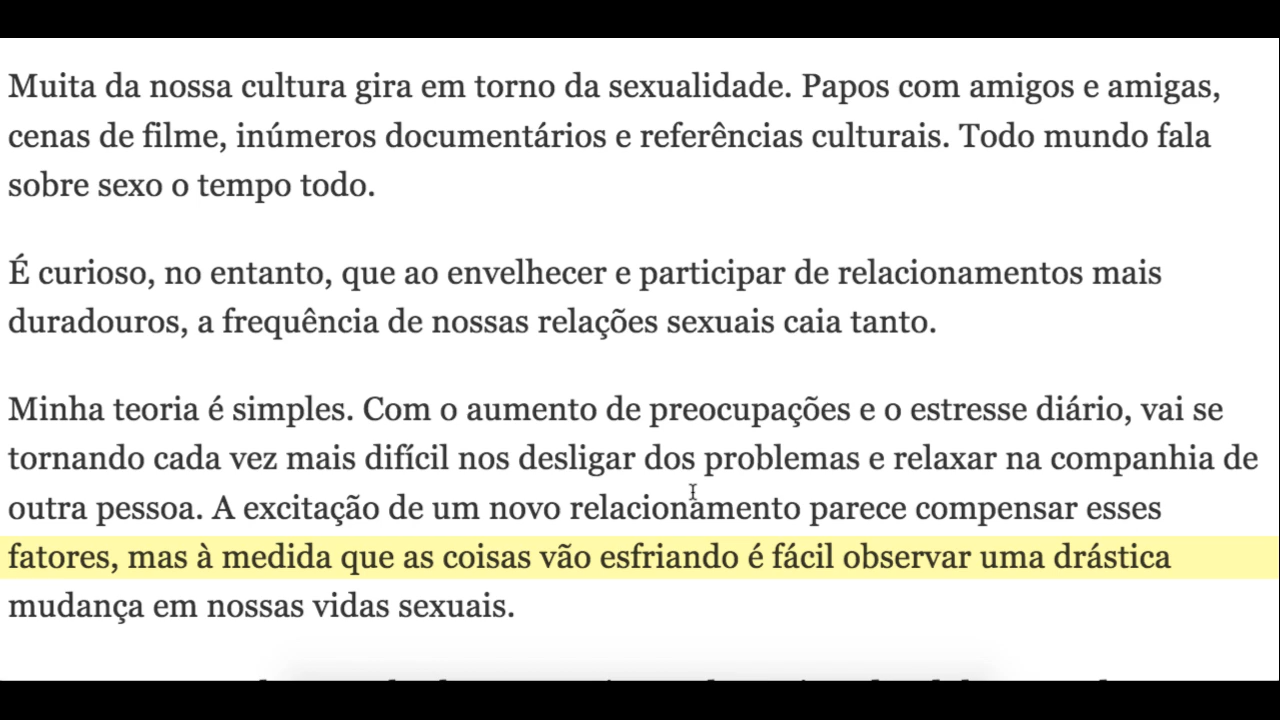 Muita da nossa cultura gira em torno da sexualidade. Papos com amigos e amigas,
cenas de filme, inúmeros documentários e referências culturais. Todo mundo fala
sobre sexo o tempo todo.
É curioso, no entanto, que ao envelhecer e participar de relacionamentos mais
duradouros, a frequência de nossas relações sexuais caia tanto.
Minha teoria é simples. Com o aumento de preocupações e o estresse diário, vai se
tornando cada vez mais difícil nos desligar dos problemas e relaxar na companhia de
outra pessoa. A excitação de um novo relacionamento parece compensar esses
fatores, mas à medida que as coisas vão esfriando é fácil observar uma drástica
mudança em nossas vidas sexuais.